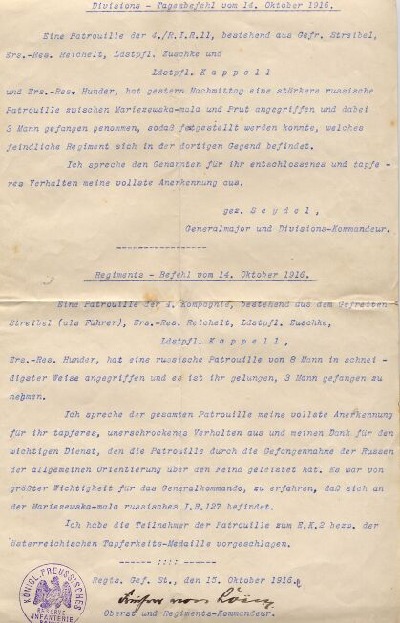 Divisions - Tagesbefehl vom 14. Oktober 1916.
Eine Patrouille der 4./R.I.R.11, bestehend aus Gefr. Streibel,
Ers.-Res. Reichelt, Ldstpfl. Zuschke und
Ldstpfl. Kappell
und Ers.-Res. Hunder, hat gestern Nachmittag eine stärkere russische
Patrouille zwischen Mariezewska-mala und Prut angegriffen und dabei
3 Mann gefangen genommen, sodaß festgestellt werden konnte, welches
feindliche Regiment sich in der dortigen Gegend befindet.
Ich spreche den Genannten für ihr entschlossenes und tapfe -
res Verhalten meine vollste Anerkennung aus.
gez. Seydel,
Generalmajor und Divisions-Kommandeur.
Regiments - Befehl vom 14. Oktober 1916.
Eine Patrouille der 4. Kompagnie, bestehend aus dem Gefreiten
Streibel (als Führer), Ers.-Res. Reichelt, Ldstupfl. Zuschke,
Ldstpfl. Kappell,
Ers.-Res. Hunder, hat eine russische Patrouille von 8 Mann in schnei -
digster Weise angegriffen und es ist ihr gelungen, 3 Mann gefangen zu
nehmen.
Ich spreche der gesamten Patrouille meine vollste Anerkennung
für ihr tapferes, unerschrockenes Verhalten aus und meinen Dank für den
wichtigen Dienst, den die Patrouille durch die Gefangennahme der Russen
der allgemeinen Orientierung über den Feind geleistet hat. Es war von
größter Wichtigkeit für das Generalkommando, zu erfahren, daß sich an
der Mariezewska-mala russisches I.R.127 befindet.
Ich habe die Teilnehmer der Patrouille zum E.K.2 bezw. der
österreichischen Tapferkeits-Medaille vorgeschlagen.
Regts. Gef. St., den 15. Oktober 1916.
Oberst und Regiments-Kommandeur.
KÖNIGL. PREUSSISCHES
RESERVE
INFANTERIE